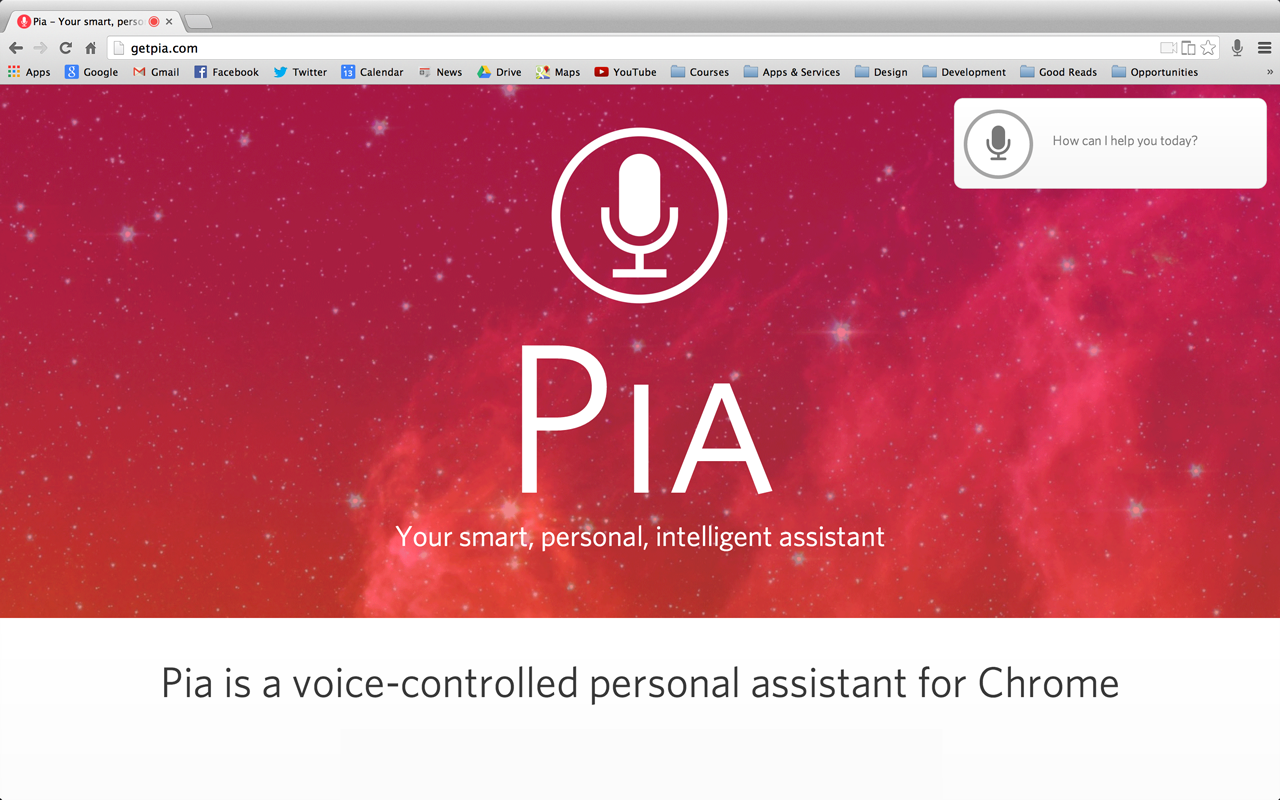 Pia – Your smart, perso
getpia.com
Apps Google Gmail Facebook Twitter 13 Calendar News Drive Maps YouTube Courses Apps & Services Design Development Good Reads Opportunities »
How can I help you today?
PIA
Your smart, personal, intelligent assistant
Pia is a voice-controlled personal assistant for Chrome